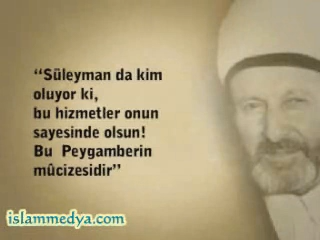 “Süleyman da kim
oluyor ki,
bu hizmetler onun
sayesinde olsun!
Bu Peygamberin
mûcizesidir”
islammedya.com